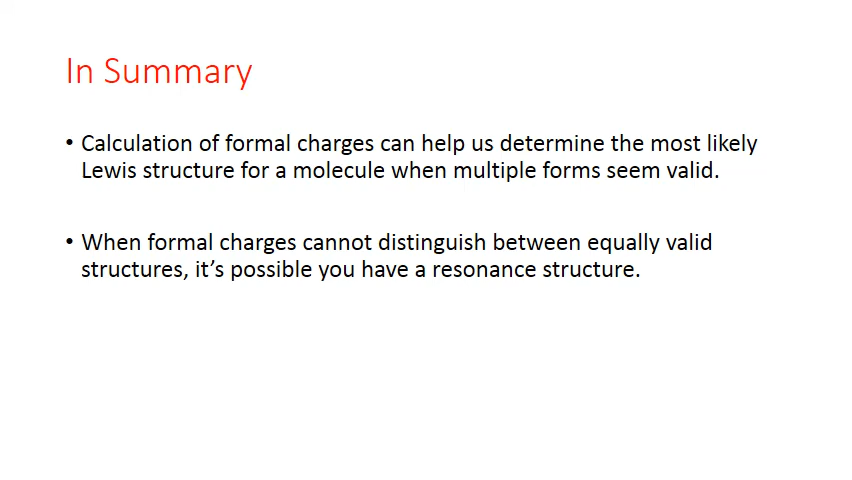 In Summary
• Calculation of formal charges can help us determine the most likely
Lewis structure for a molecule when multiple forms seem valid.
• When formal charges cannot distinguish between equally valid
structures, it’s possible you have a resonance structure.